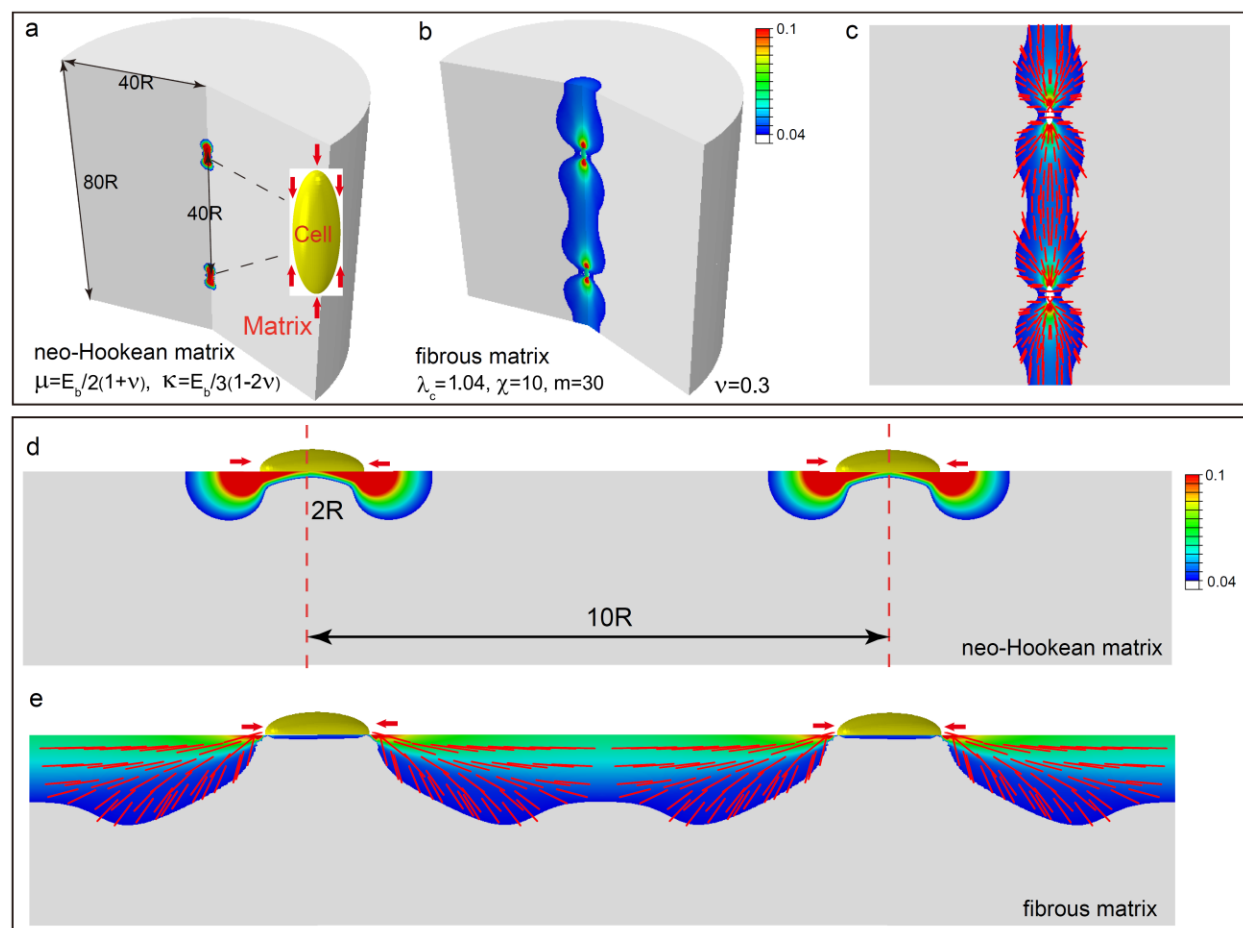 a
40R
80R
40R
Cell
Matrix
neo-Hookean matrix
μ=E_b/2(1+ν), κ=E_b/3(1-2ν)
b
0.1
0.04
fibrous matrix
λ_c=1.04, χ=10, m=30
ν=0.3
c
d
2R
10R
0.1
0.04
neo-Hookean matrix
e
fibrous matrix